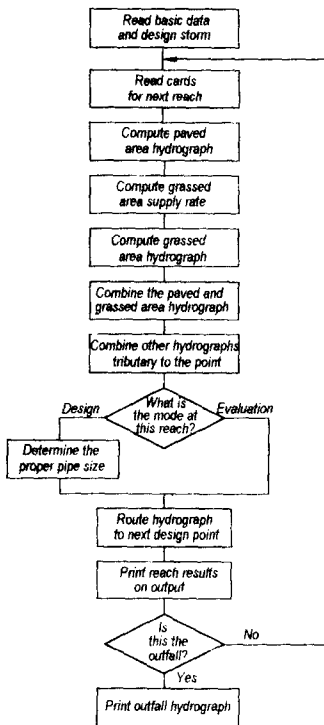 Read basic data
and design storm
Read cards
for next reach
Compute paved
area hydrograph
Compute grassed
area supply rate
Compute grassed
area hydrograph
Combine the paved and
grassed area hydrograph
Combine other hydrographs
tributary to the point
Design
What is
the mode at
this reach?
Evaluation
Determine the
proper pipe size
Route hydrograph
to next design point
Print reach results
on output
Is
this the
outfall?
No
Yes
Print outfall hydrograph